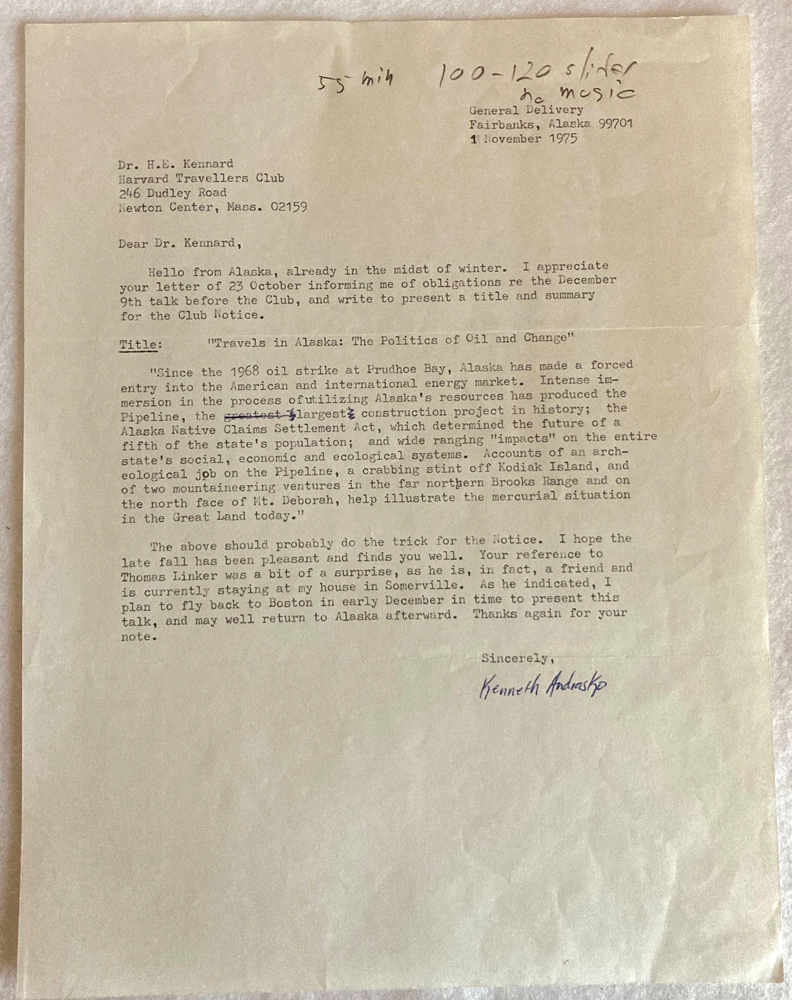 55 min 100-120 slides
no music
General Delivery
Fairbanks, Alaska 99701
1 November 1975
Dr. H.E. Kennard
Harvard Travellers Club
246 Dudley Road
Newton Center, Mass. 02159
Dear Dr. Kennard,
Hello from Alaska, already in the midst of winter. I appreciate
your letter of 23 October informing me of obligations re the December
9th talk before the Club, and write to present a title and summary
for the Club Notice.
Title: "Travels in Alaska: The Politics of Oil and Change"
"Since the 1968 oil strike at Prudhoe Bay, Alaska has made a forced
entry into the American and international energy market. Intense im-
mersion in the process ofutilizing Alaska's resources has produced the
Pipeline, the greatest largest construction project in history; the
Alaska Native Claims Settlement Act, which determined the future of a
fifth of the state's population; and wide ranging "impacts" on the entire
state's social, economic and ecological systems. Accounts of an arch-
eological job on the Pipeline, a crabbing stint off Kodiak Island, and
of two mountaineering ventures in the far northern Brooks Range and on
the north face of Mt. Deborah, help illustrate the mercurial situation
in the Great Land today."
The above should probably do the trick for the Notice. I hope the
late fall has been pleasant and finds you well. Your reference to
Thomas Linker was a bit of a surprise, as he is, in fact, a friend and
is currently staying at my house in Somerville. As he indicated, I
plan to fly back to Boston in early December in time to present this
talk, and may well return to Alaska afterward. Thanks again for your
note.
Sincerely,
Kenneth Andrasko